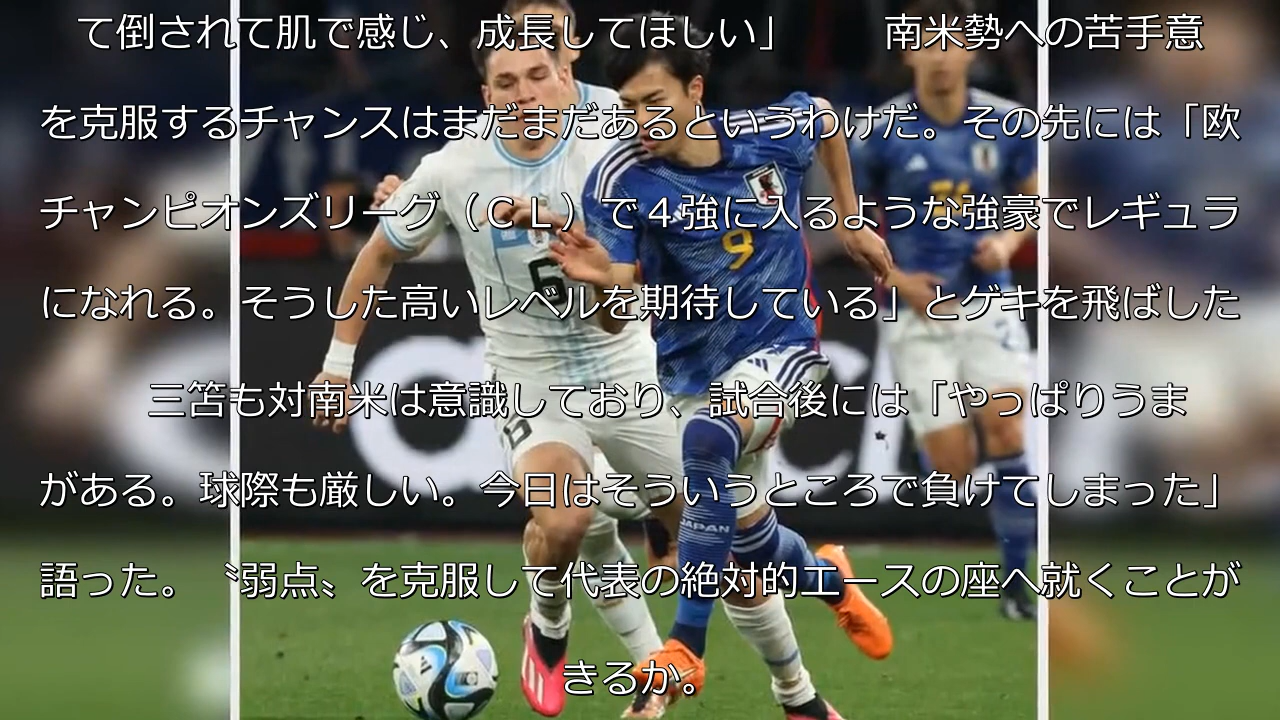 て倒されて肌で感じ、成長してほしい」　　南米勢への苦手意
を克服するチャンスはまだまだあるというわけだ。その先には「欧
チャンピオンズリーグ（ＣＬ）で４強に入るような強豪でレギュラ
になれる。そうした高いレベルを期待している」とゲキを飛ばした
三笘も対南米は意識しており、試合後には「やっぱりうま
がある。球際も厳しい。今日はそういうところで負けてしまった」
語った。〝弱点〟を克服して代表の絶対的エースの座へ就くことが
きるか。
9
6
6
JAPAN